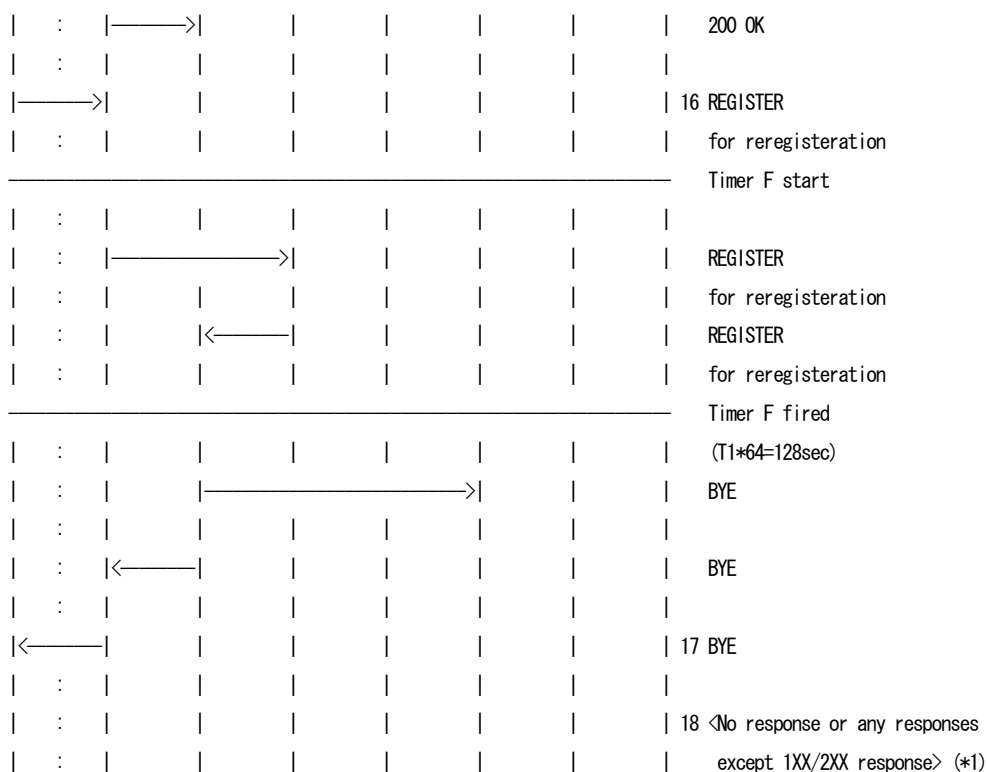 200 OK
16 REGISTER
for reregisteration
Timer F start
REGISTER
for reregisteration
REGISTER
for reregisteration
Timer F fired
(T1*64=128sec)
BYE
BYE
17 BYE
18 <No response or any responses
except 1XX/2XX response> (*1)